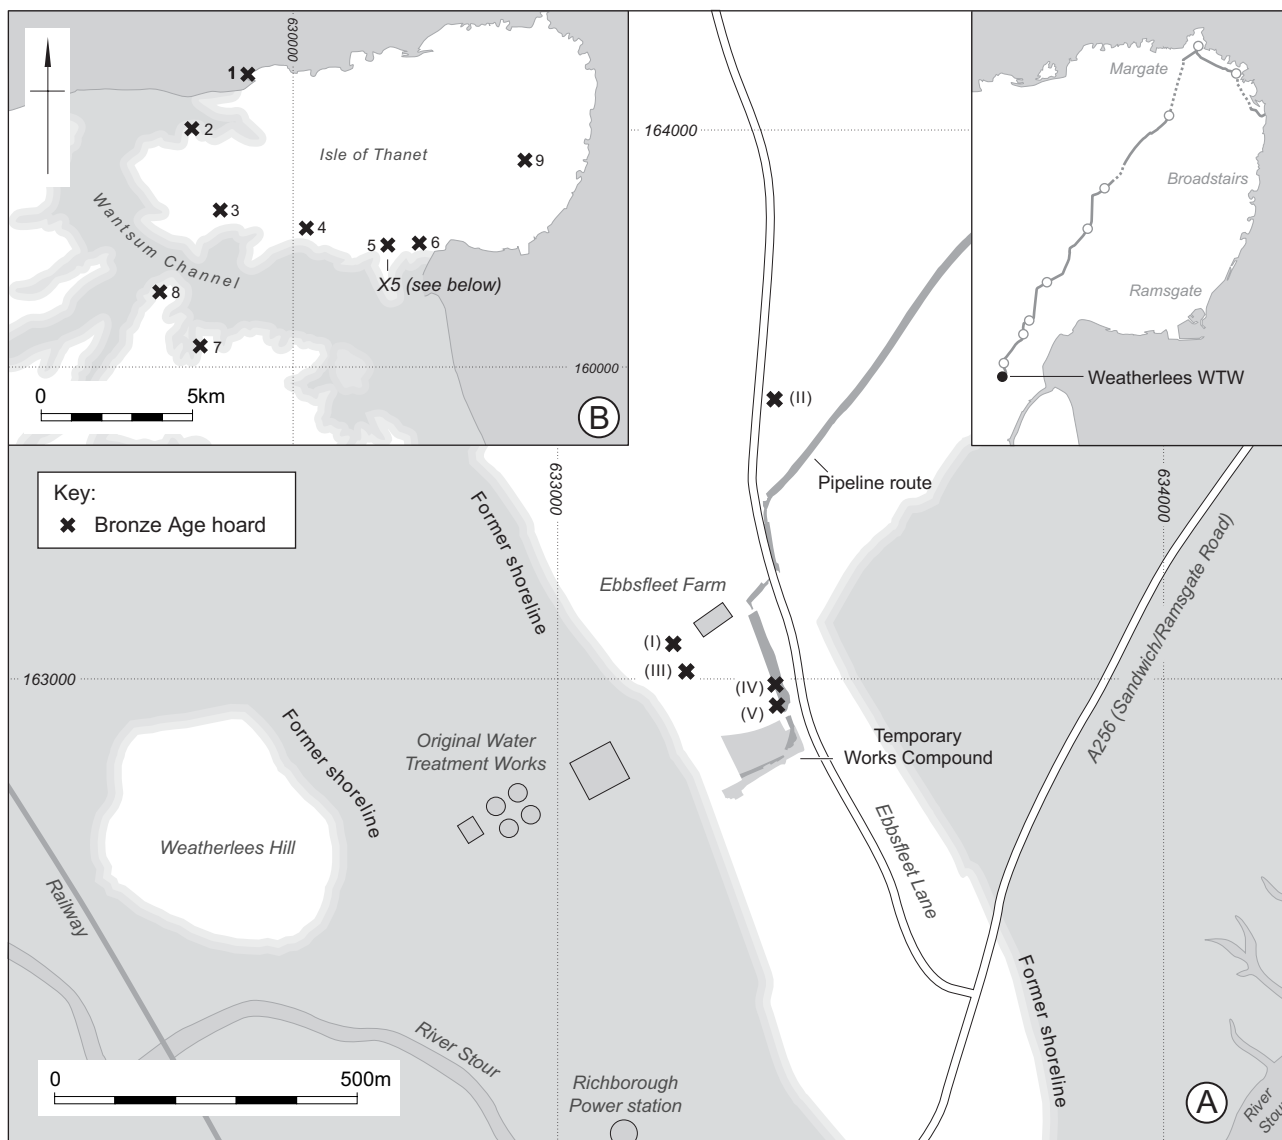 630000
1
2
Isle of Thanet
9
3
4
5
6
Wantsum Channel
X5 (see below)
8
7
160000
0 5km
B
164000
Margate
Broadstairs
Ramsgate
Weatherlees WTW
(II)
Pipeline route
Key:
Bronze Age hoard
633000
634000
Former shoreline
Ebbsfleet Farm
(I)
(III)
163000
(IV)
(V)
A256 (Sandwich/Ramsgate Road)
Former shoreline
Original Water
Treatment Works
Temporary
Works Compound
Weatherlees Hill
Ebbsfleet Lane
Railway
Former shoreline
River Stour
0 500m
Richborough
Power station
A
River
Stour